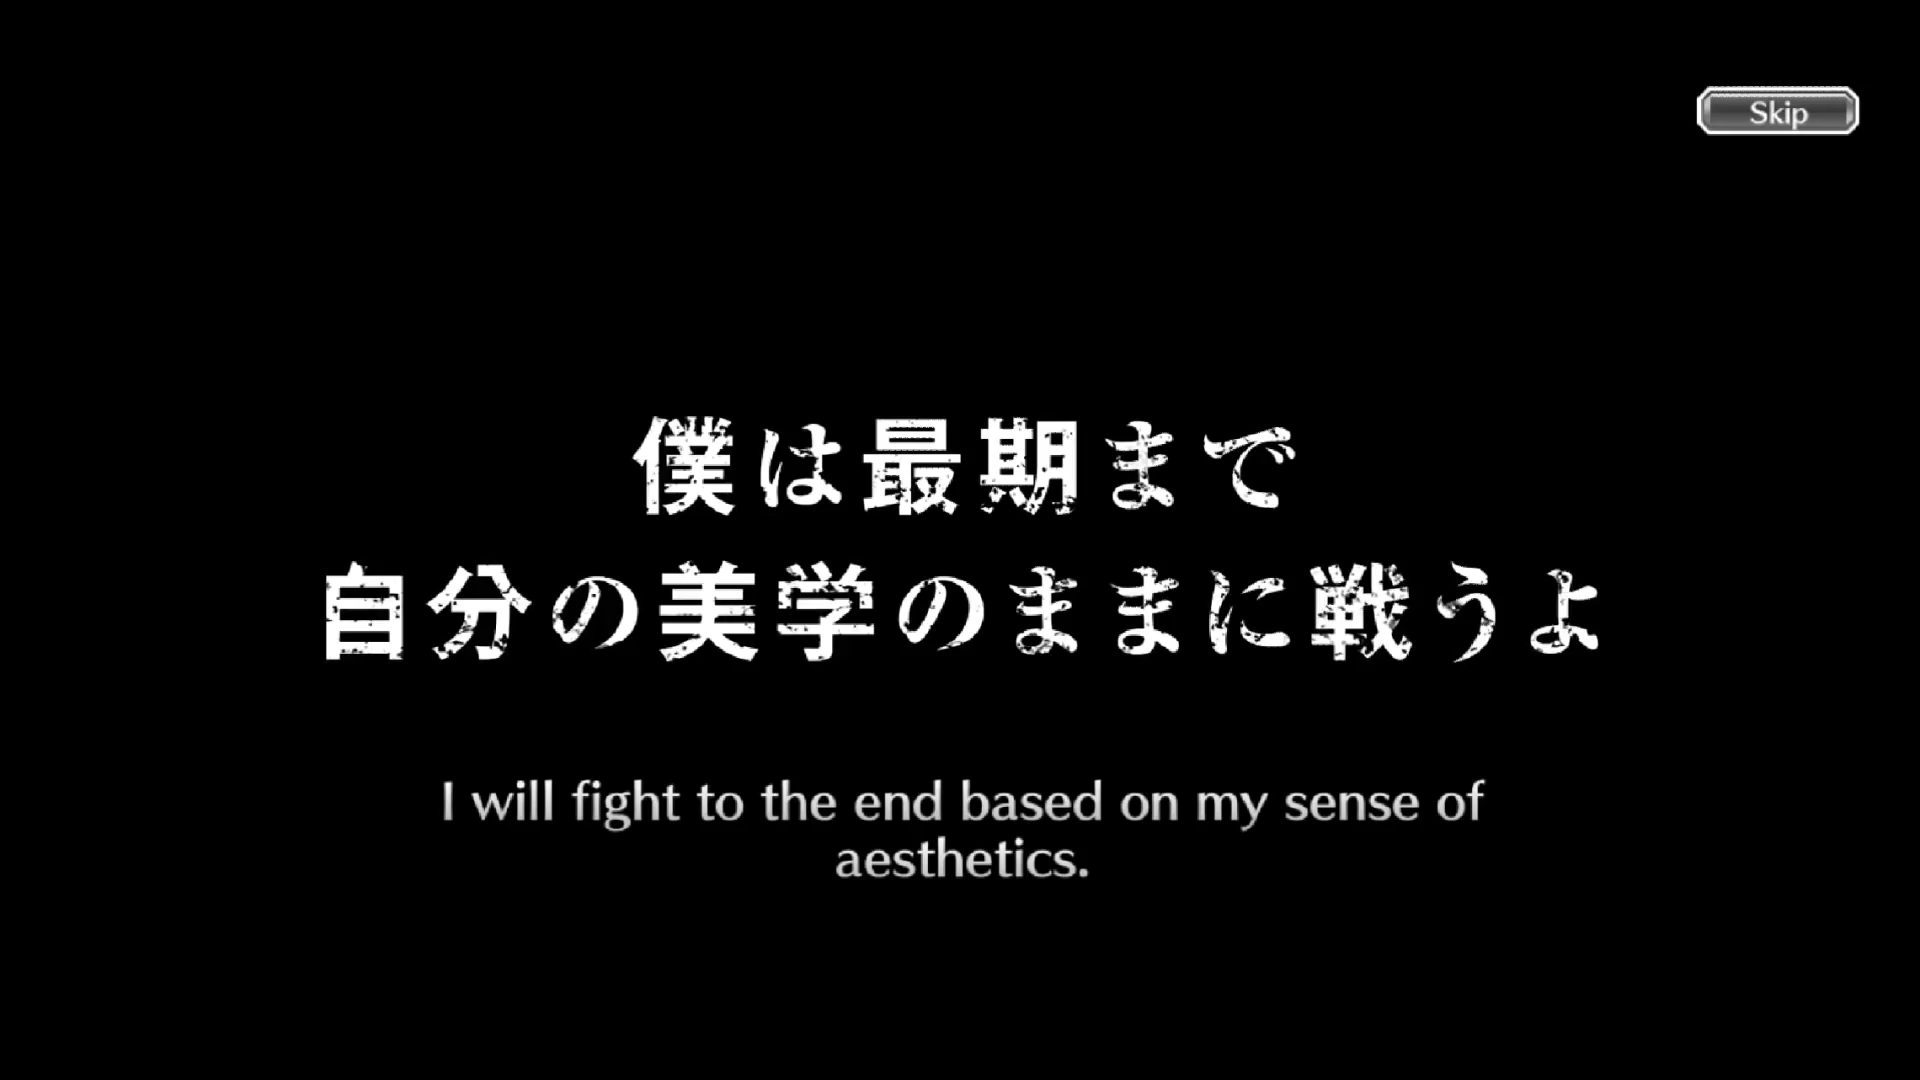 Skip
僕は最期まで
自分の美学のままに戦うよ
I will fight to the end based on my sense of
aesthetics.